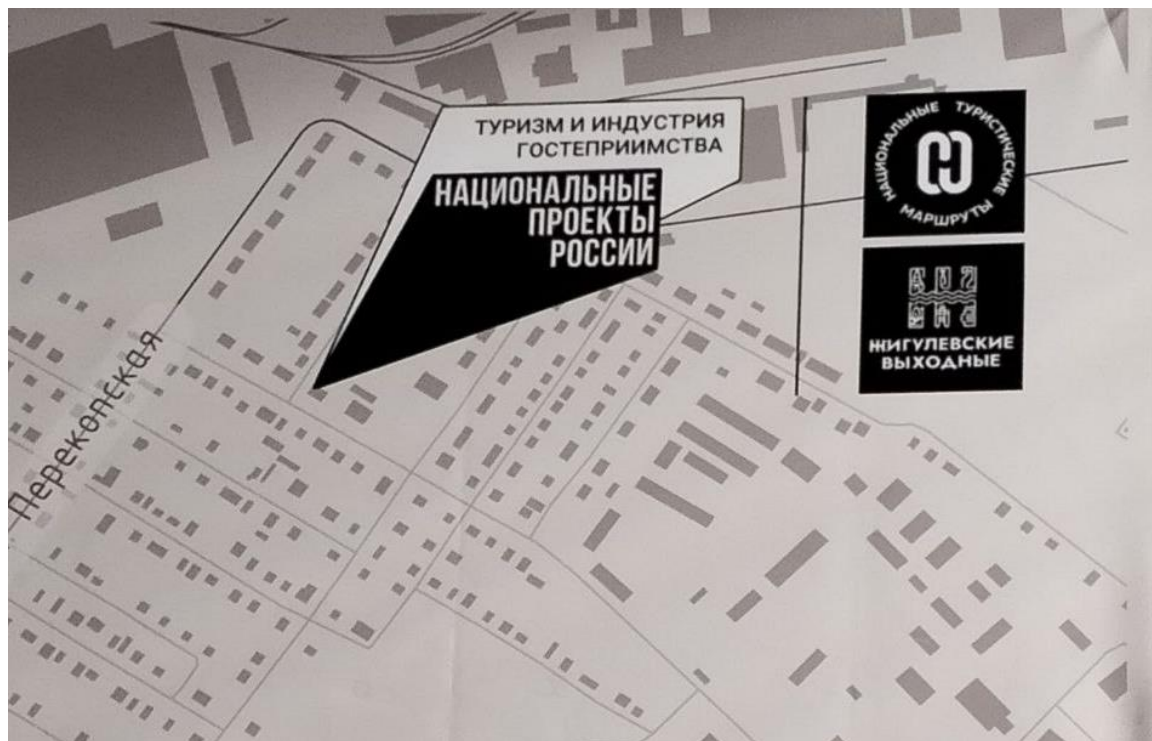 ТУРИЗМ И ИНДУСТРИЯ
ГОСТЕПРИИМСТВА
НАЦИОНАЛЬНЫЕ
ПРОЕКТЫ
РОССИИ
НАЦИОНАЛЬНЫЕ ТУРИСТИЧЕСКИЕ
МАРШРУТЫ
ЖИГУЛЕВСКИЕ
ВЫХОДНЫЕ
Перекопская